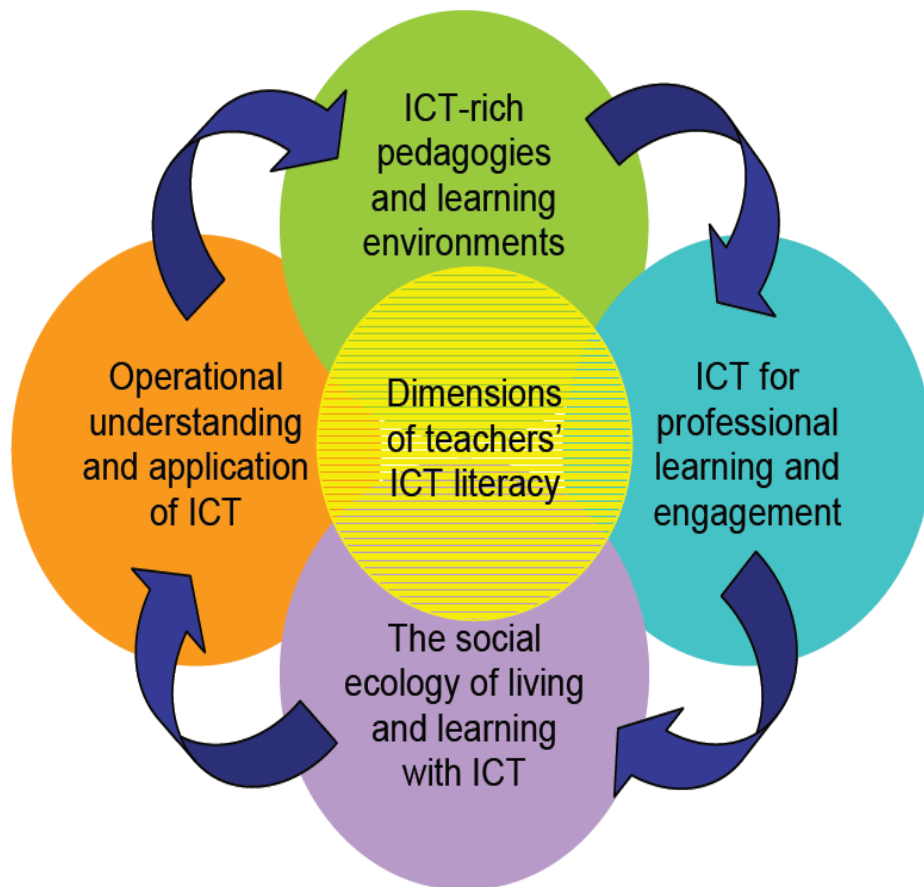 ICT-rich
pedagogies
and learning
environments
Operational
understanding
and application
of ICT
Dimensions
of teachers’
ICT literacy
ICT for
professional
learning and
engagement
The social
ecology of living
and learning
with ICT